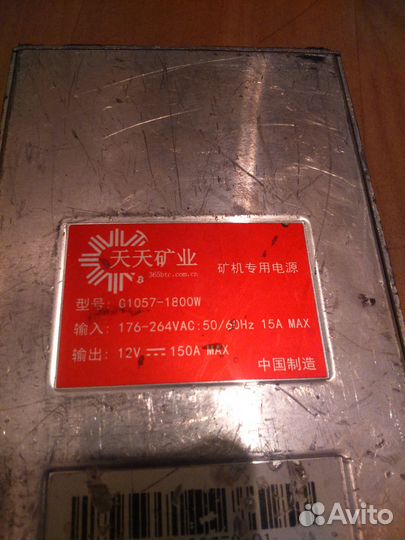 天天矿业
365btc.com.cn
矿机专用电源
型号: G1057-1800W
输入: 176-264VAC:50/60Hz 15A MAX
输出: 12V ⎓ 150A MAX
中国制造
Avito